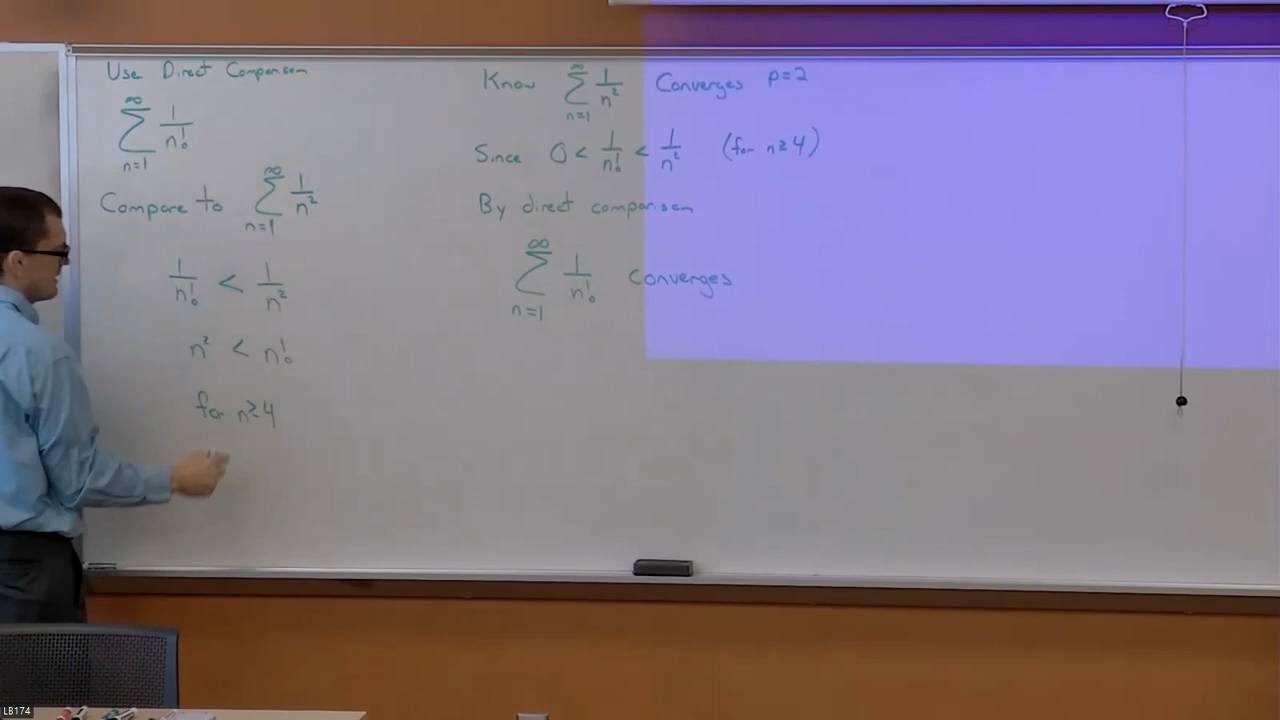 Use Direct Comparison
∞
∑ 1/n!
n=1
Compare to ∞ ∑ n=1 1/n²
1/n! < 1/n²
n² < n!
for n≥4
Know ∞ ∑ n=1 1/n² Converges p=2
Since 0 < 1/n! < 1/n² (for n≥4)
By direct comparison
∞
∑ 1/n! Converges
n=1
LB174